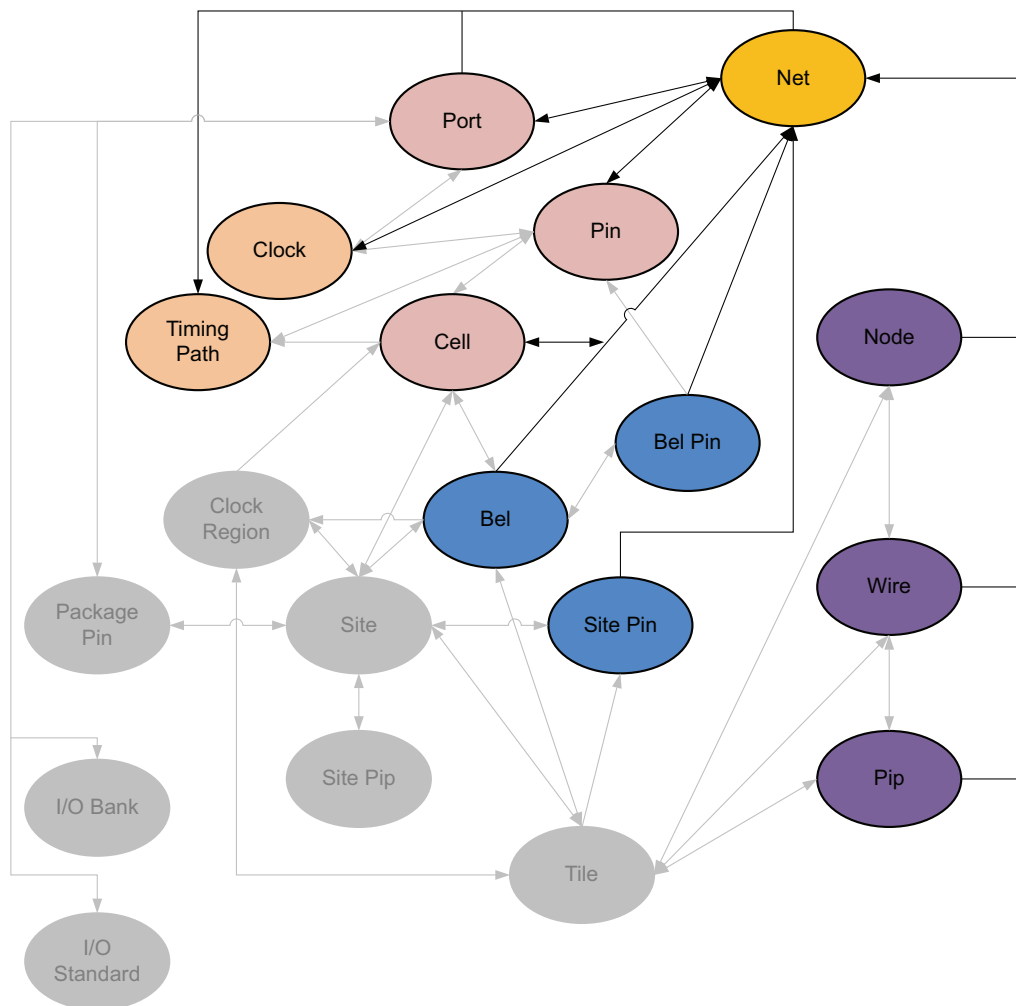 Net
Port
Pin
Clock
Timing
Path
Cell
Node
Bel Pin
Clock
Region
Bel
Wire
Package
Pin
Site
Site Pin
Site Pip
Pip
I/O Bank
Tile
I/O
Standard